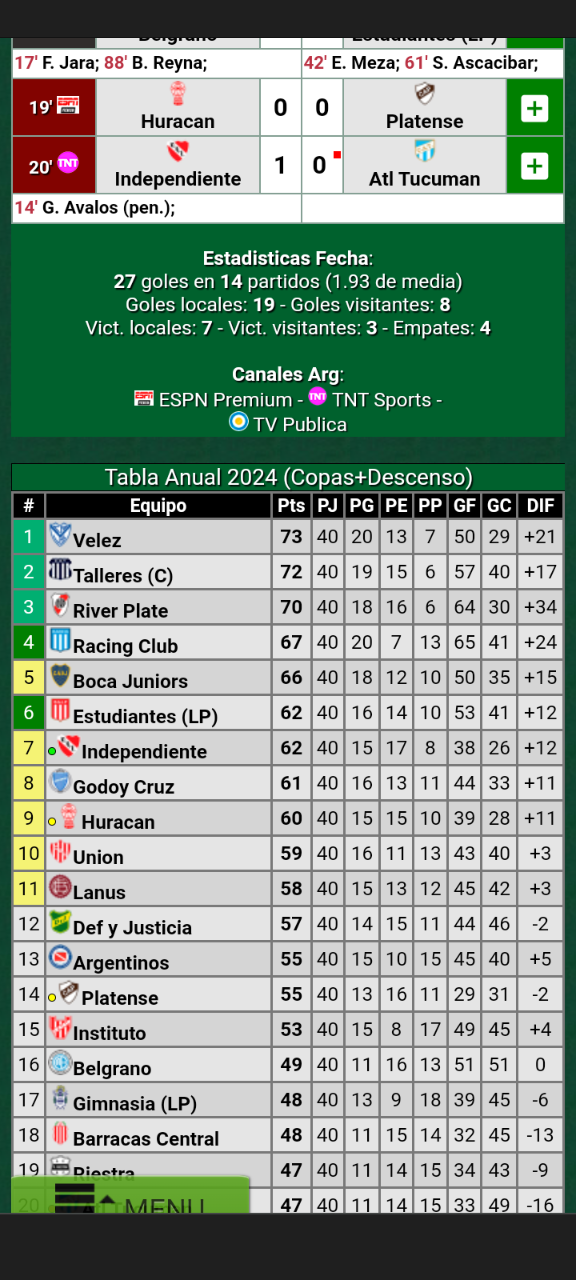 Belgrano Estudiantes (LP)
17' F. Jara; 88' B. Reyna; 42' E. Meza; 61' S. Ascacibar;
19' ESPN Huracan 0 0 Platense +
20' TNT Independiente 1 0 Atl Tucuman +
14' G. Avalos (pen.);
Estadisticas Fecha:
27 goles en 14 partidos (1.93 de media)
Goles locales: 19 - Goles visitantes: 8
Vict. locales: 7 - Vict. visitantes: 3 - Empates: 4
Canales Arg:
ESPN ESPN Premium - TNT TNT Sports -
TV Publica
Tabla Anual 2024 (Copas+Descenso)
# Equipo Pts PJ PG PE PP GF GC DIF
1 Velez 73 40 20 13 7 50 29 +21
2 Talleres (C) 72 40 19 15 6 57 40 +17
3 River Plate 70 40 18 16 6 64 30 +34
4 Racing Club 67 40 20 7 13 65 41 +24
5 Boca Juniors 66 40 18 12 10 50 35 +15
6 Estudiantes (LP) 62 40 16 14 10 53 41 +12
7 Independiente 62 40 15 17 8 38 26 +12
8 Godoy Cruz 61 40 16 13 11 44 33 +11
9 Huracan 60 40 15 15 10 39 28 +11
10 Union 59 40 16 11 13 43 40 +3
11 Lanus 58 40 15 13 12 45 42 +3
12 Def y Justicia 57 40 14 15 11 44 46 -2
13 Argentinos 55 40 15 10 15 45 40 +5
14 Platense 55 40 13 16 11 29 31 -2
15 Instituto 53 40 15 8 17 49 45 +4
16 Belgrano 49 40 11 16 13 51 51 0
17 Gimnasia (LP) 48 40 13 9 18 39 45 -6
18 Barracas Central 48 40 11 15 14 32 45 -13
19 Riestra 47 40 11 14 15 34 43 -9
20 47 40 11 14 15 33 49 -16
MENU